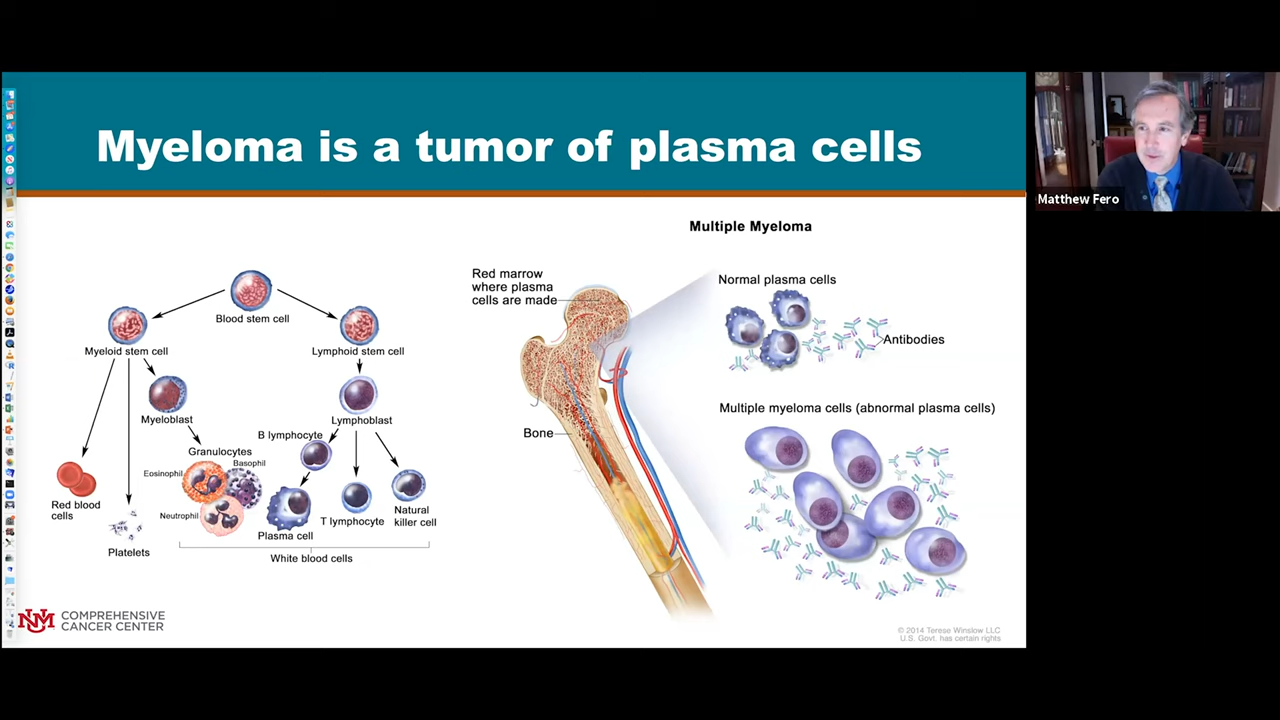 Myeloma is a tumor of plasma cells
Matthew Fero
Blood stem cell
Myeloid stem cell
Lymphoid stem cell
Myeloblast
Lymphoblast
B lymphocyte
Granulocytes
Basophil
Eosinophil
Neutrophil
Red blood
cells
Platelets
Plasma cell
T lymphocyte
Natural
killer cell
White blood cells
Multiple Myeloma
Red marrow
where plasma
cells are made
Bone
Normal plasma cells
Antibodies
Multiple myeloma cells (abnormal plasma cells)
UNM
COMPREHENSIVE
CANCER CENTER
© 2014 Terese Winslow LLC
U.S. Govt. has certain rights